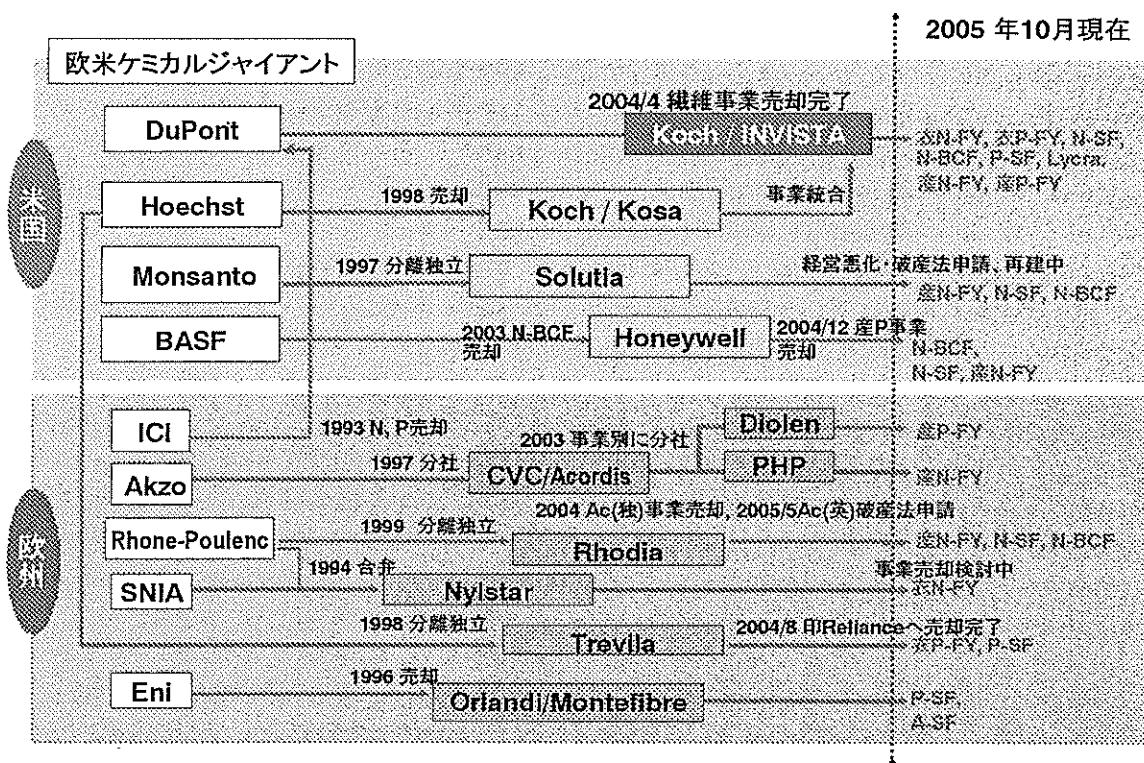 2005 年10月現在
欧米ケミカルジャイアント
米国
2004/4 繊維事業売却完了
DuPont
Koch / INVISTA
衣N-FY, 衣P-FY, N-SF,
N-BCF, P-SF, Lycra,
産N-FY, 産P-FY
Hoechst
1998 売却
Koch / Kosa
事業統合
Monsanto
1997 分離独立
Solutia
経営悪化・破産法申請、再建中
産N-FY, N-SF, N-BCF
BASF
2003 N-BCF
売却
Honeywell
2004/12 産P事業
売却
N-BCF,
N-SF, 産N-FY
欧州
ICI
1993 N, P売却
2003 事業別に分社
Diolen
産P-FY
Akzo
1997 分社
CVC/Acordis
PHP
産N-FY
2004 Ac(独)事業売却, 2005/5Ac(英)破産法申請
Rhone-Poulenc
1999 分離独立
Rhodia
産N-FY, N-SF, N-BCF
SNIA
1994 合弁
Nylstar
事業売却検討中
衣N-FY
1998 分離独立
Trevila
2004/8 印Relianceへ売却完了
衣P-FY, P-SF
Eni
1996 売却
Orlandi/Montefibre
P-SF,
A-SF